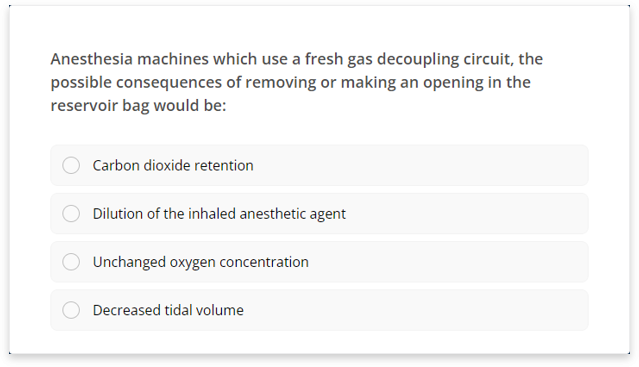 Anesthesia machines which use a fresh gas decoupling circuit, the
possible consequences of removing or making an opening in the
reservoir bag would be:
Carbon dioxide retention
Dilution of the inhaled anesthetic agent
Unchanged oxygen concentration
Decreased tidal volume